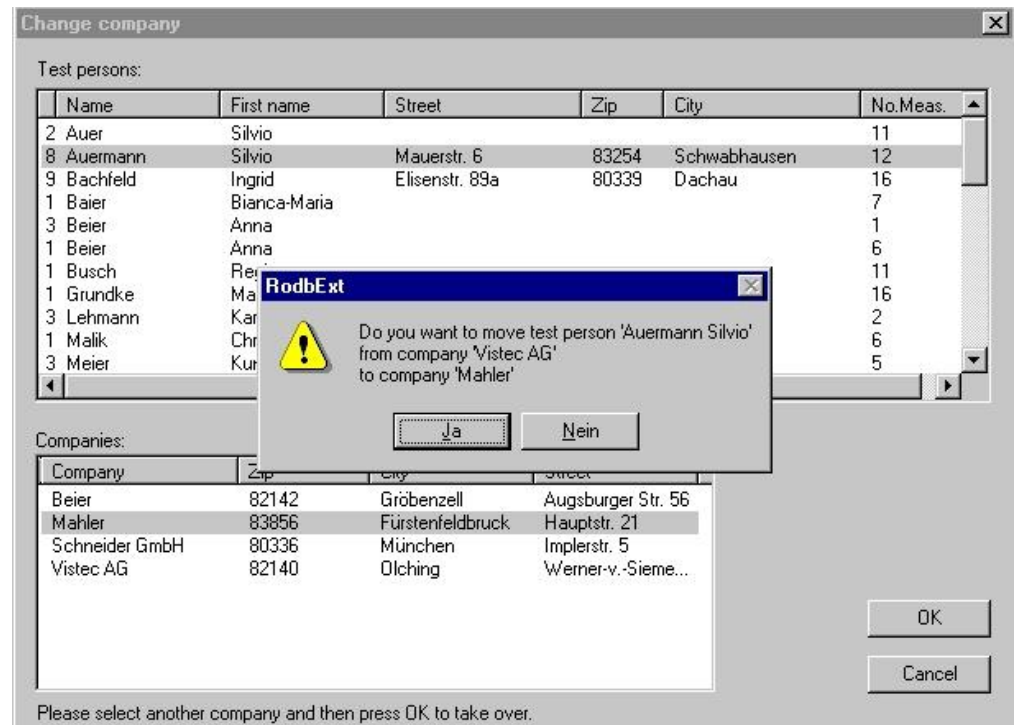 Change company
Test persons:
Name First name Street Zip City No.Meas.
2 Auer Silvio 11
8 Auermann Silvio Mauerstr. 6 83254 Schwabhausen 12
9 Bachfeld Ingrid Elisenstr. 89a 80339 Dachau 16
1 Baier Bianca-Maria 7
3 Beier Anna 1
1 Beier Anna 6
1 Busch 11
1 Grundke Ma 16
3 Lehmann Kar 2
1 Malik Chr 6
3 Meier Kur 5
RodbExt
Do you want to move test person 'Auermann Silvio'
from company 'Vistec AG'
to company 'Mahler'
Ja Nein
Companies:
Company Zip City Street
Beier 82142 Gröbenzell Augsburger Str. 56
Mahler 83856 Fürstenfeldbruck Hauptstr. 21
Schneider GmbH 80336 München Implerstr. 5
Vistec AG 82140 Olching Werner-v.-Sieme...
OK
Cancel
Please select another company and then press OK to take over.